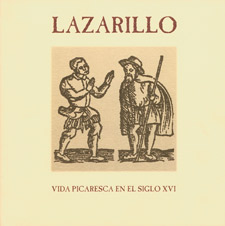 LAZARILLO
VIDA PICARESCA EN EL SIGLO XVI